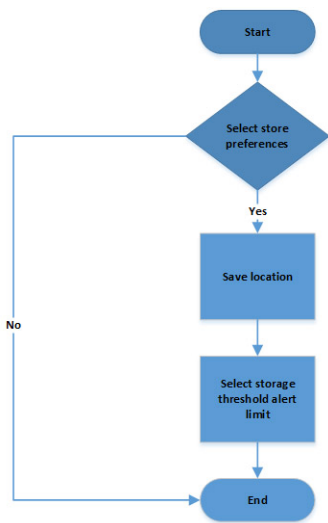 Start
Select store
preferences
Yes
Save location
No
Select storage
threshold alert
limit
End